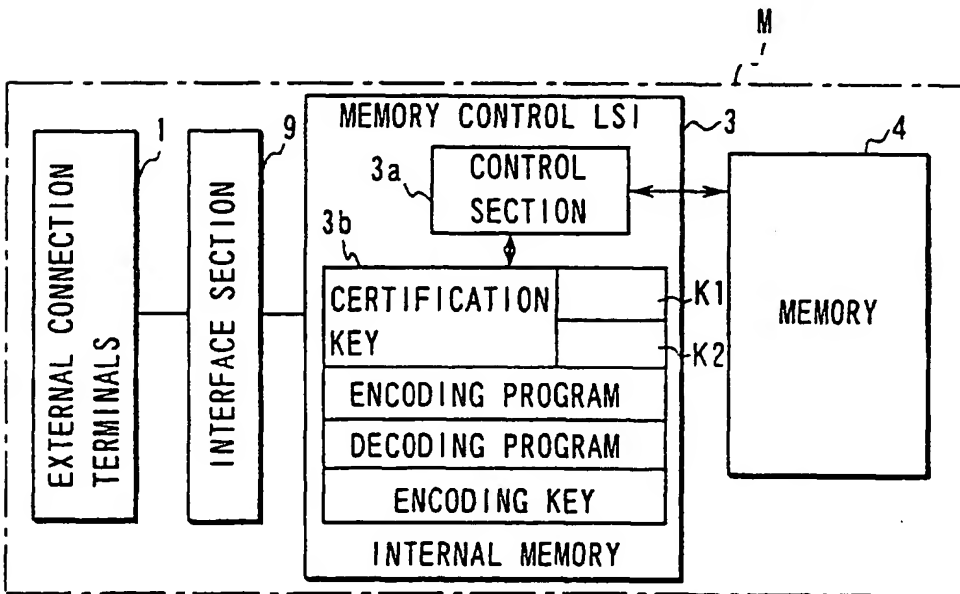 M
1
EXTERNAL CONNECTION
TERMINALS
9
INTERFACE SECTION
MEMORY CONTROL LSI
3
3a
CONTROL
SECTION
3b
CERTIFICATION
KEY
K1
K2
ENCODING PROGRAM
DECODING PROGRAM
ENCODING KEY
INTERNAL MEMORY
4
MEMORY